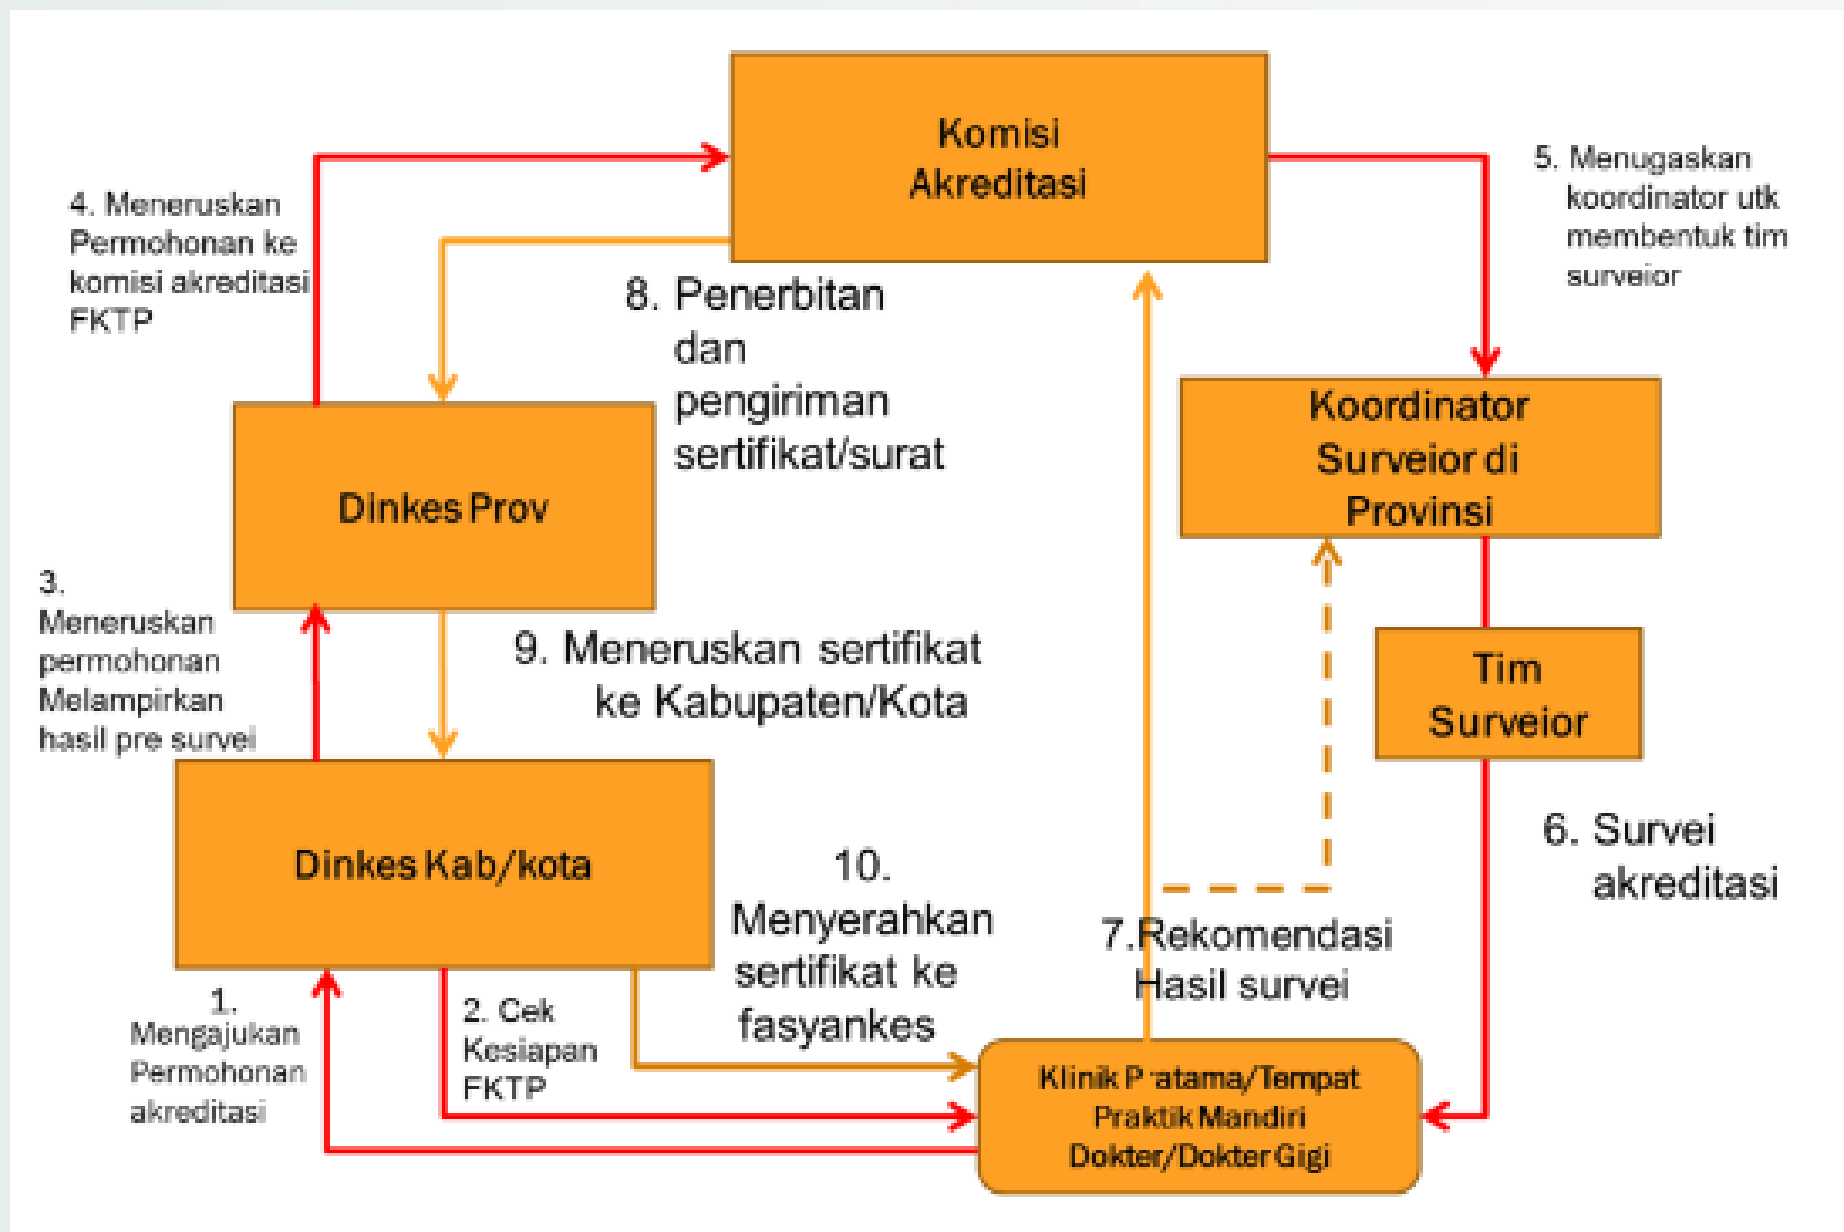 Komisi
Akreditasi
4. Meneruskan
Permohonan ke
komisi akreditasi
FKTP
5. Menugaskan
koordinator utk
membentuk tim
surveior
8. Penerbitan
dan
pengiriman
sertifikat/surat
Koordinator
Surveior di
Provinsi
Dinkes Prov
3.
Meneruskan
permohonan
Melampirkan
hasil pre survei
9. Meneruskan sertifikat
ke Kabupaten/Kota
Tim
Surveior
Dinkes Kab/kota
6. Survei
akreditasi
10.
Menyerahkan
sertifikat ke
fasyankes
7.Rekomendasi
Hasil survei
1.
Mengajukan
Permohonan
akreditasi
2. Cek
Kesiapan
FKTP
Klinik Pratama/Tempat
Praktik Mandiri
Dokter/Dokter Gigi